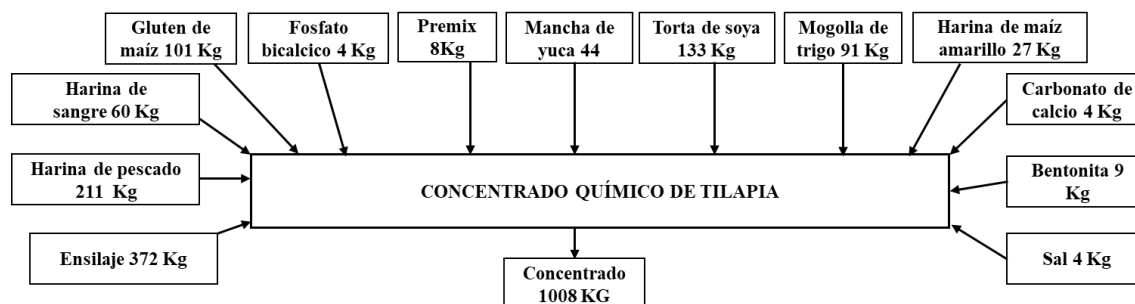 Gluten de
maíz 101 Kg
Fosfato
bicalcico 4 Kg
Premix
8Kg
Mancha de
yuca 44
Torta de soya
133 Kg
Mogolla de
trigo 91 Kg
Harina de maíz
amarillo 27 Kg
Harina de
sangre 60 Kg
Carbonato de
calcio 4 Kg
Harina de pescado
211 Kg
CONCENTRADO QUÍMICO DE TILAPIA
Bentonita 9
Kg
Ensilaje 372 Kg
Concentrado
1008 KG
Sal 4 Kg